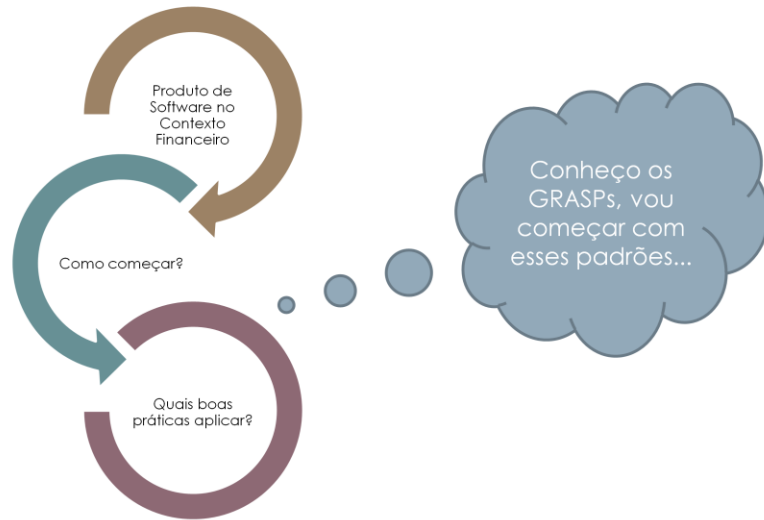 Produto de
Software no
Contexto
Financeiro
Como começar?
Quais boas
práticas aplicar?
Conheço os
GRASPs, vou
começar com
esses padrões...